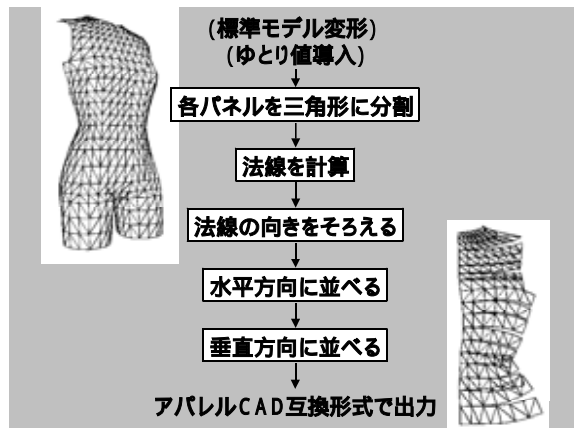 (標準モデル変形)
(ゆとり値導入)
各パネルを三角形に分割
法線を計算
法線の向きをそろえる
水平方向に並べる
垂直方向に並べる
アパレルCAD互換形式で出力